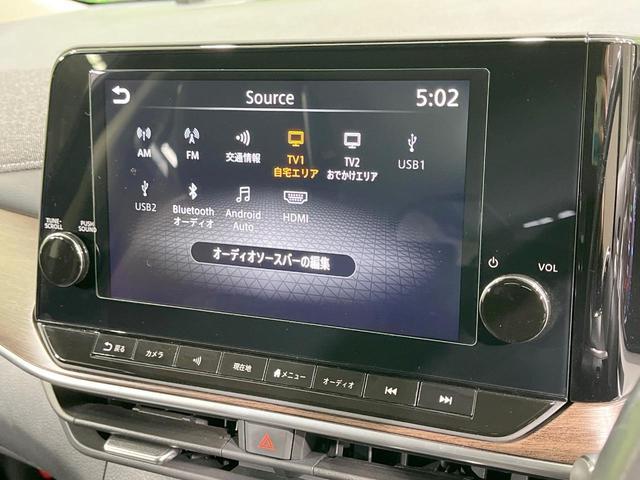 Source
5:02
AM
FM
交通情報
TV1
自宅エリア
TV2
おでかけエリア
USB1
USB2
Bluetooth
オーディオ
Android
Auto
HDMI
オーディオソースバーの編集
TUNE·
SCROLL
PUSH
SOUND
VOL
戻る
カメラ
現在地
メニュー
オーディオ